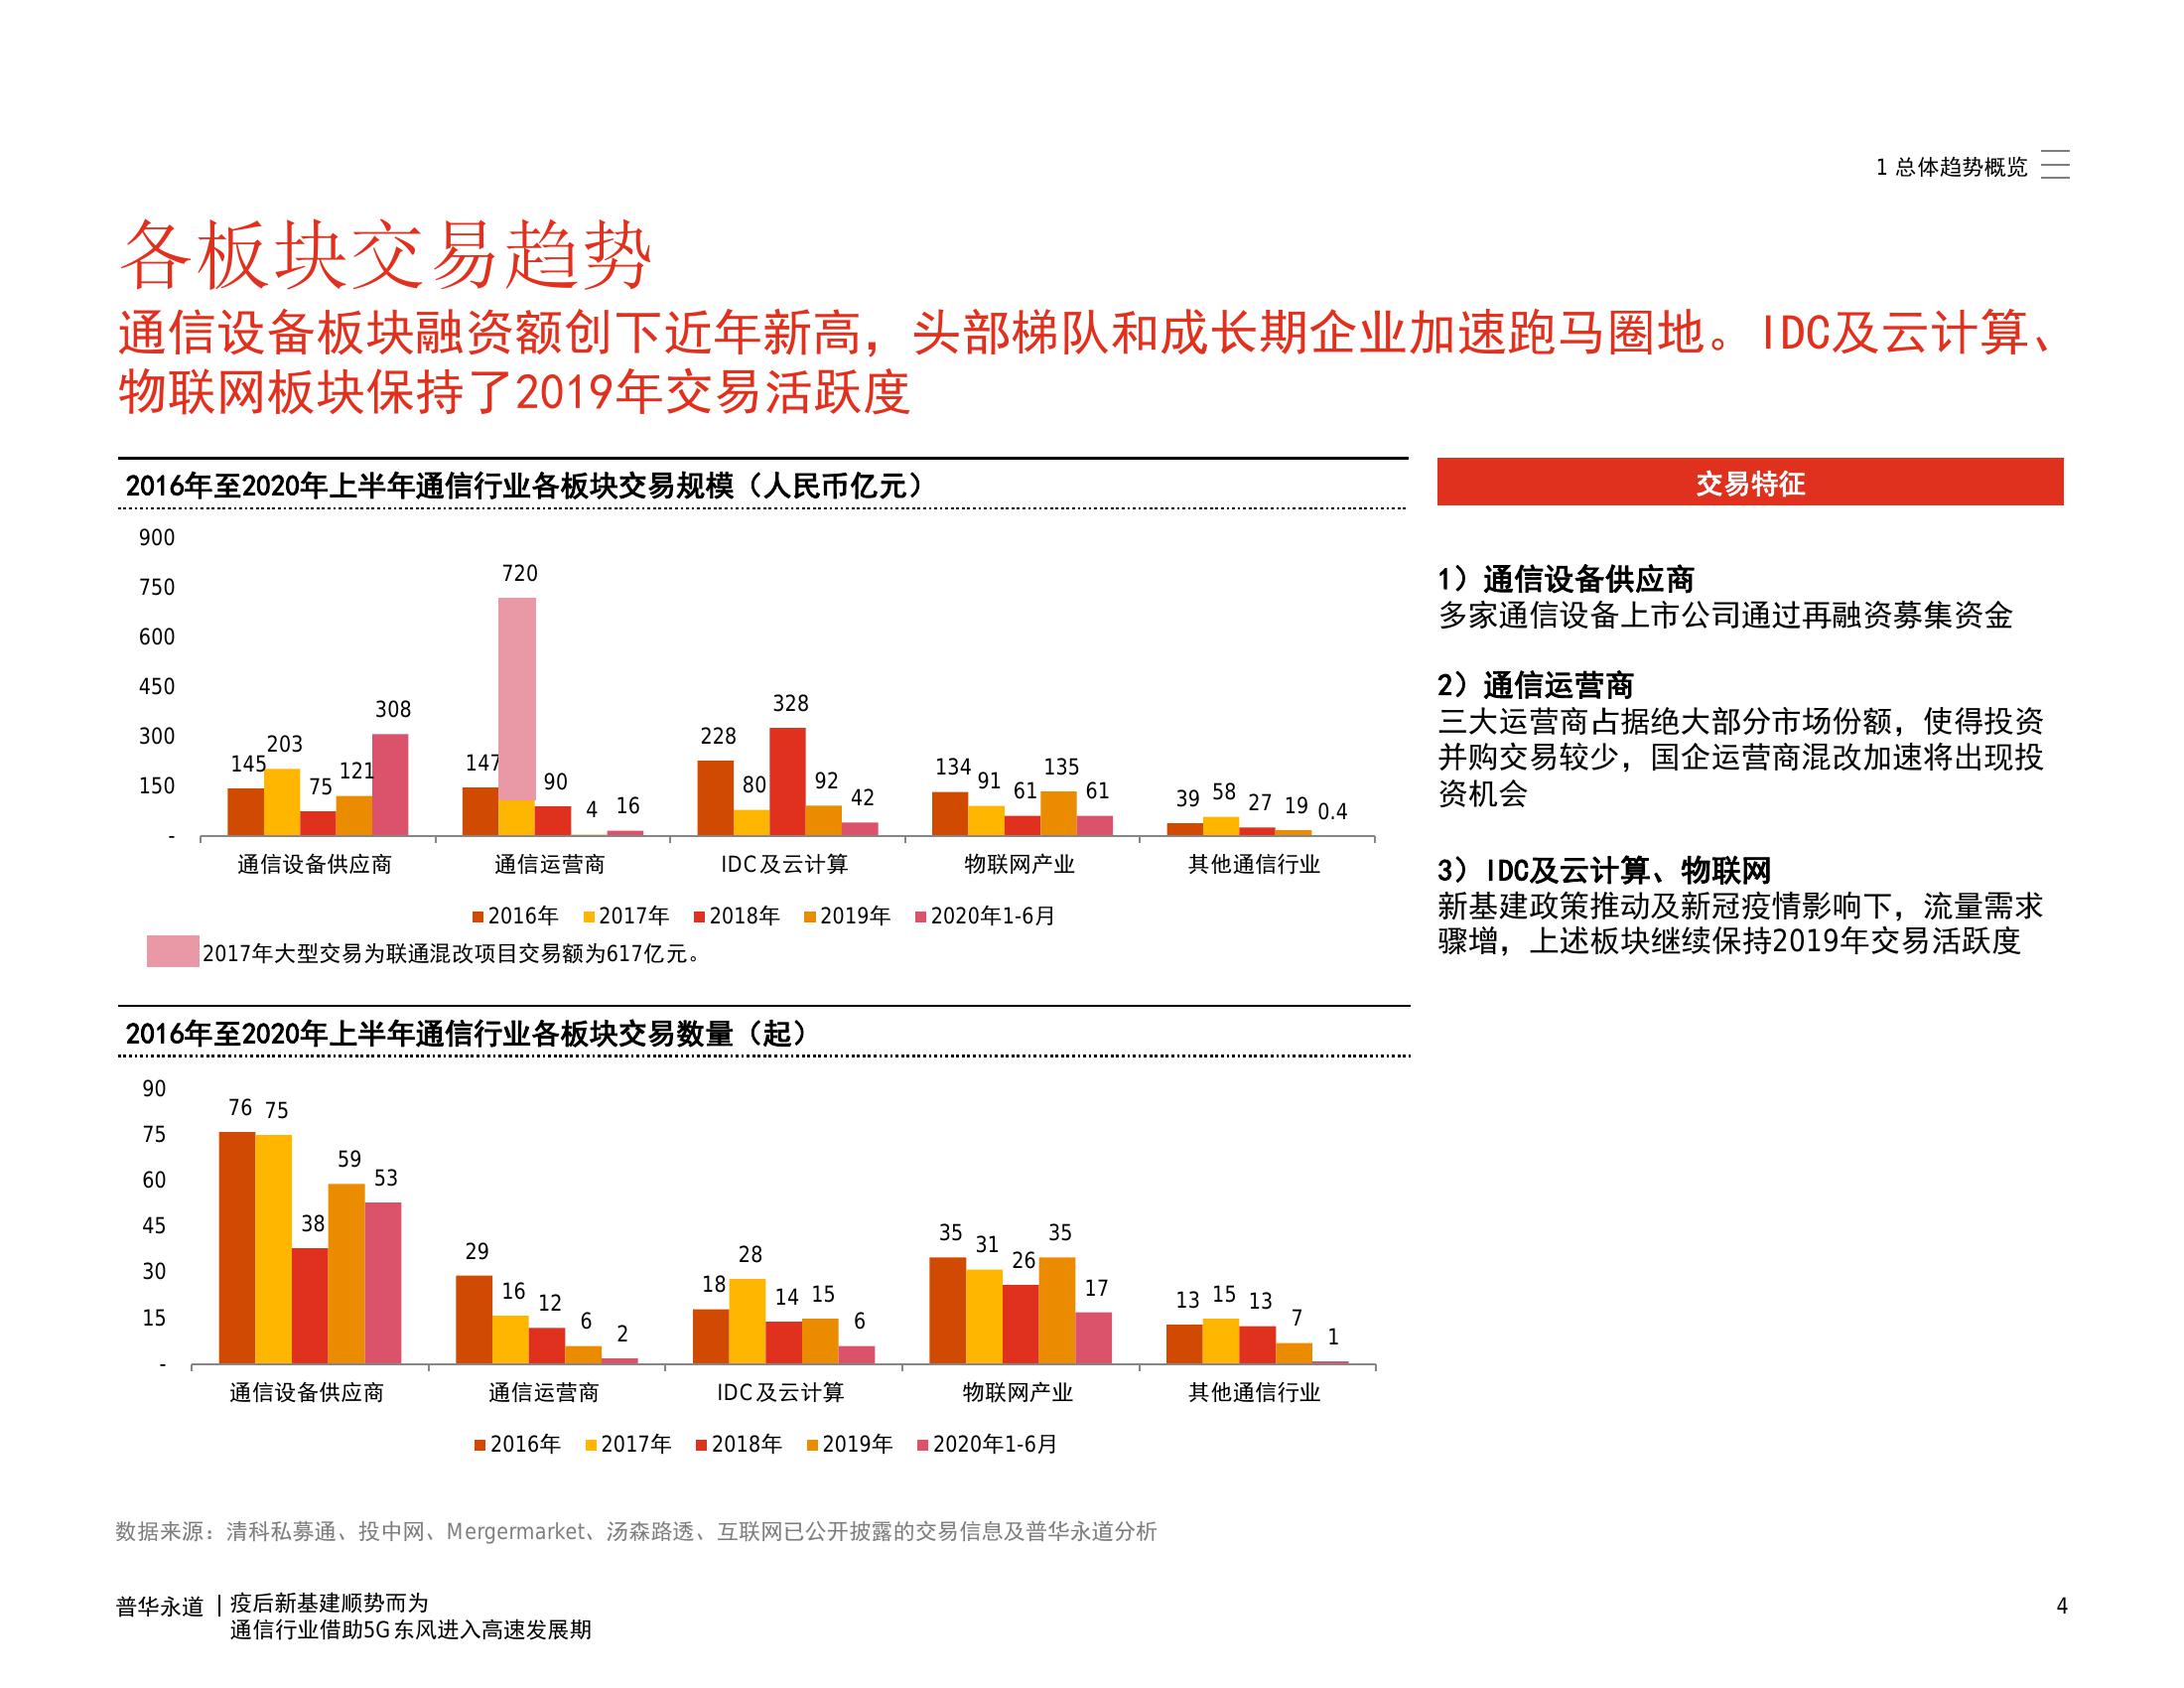 1 总体趋势概览
各板块交易趋势
通信设备板块融资额创下近年新高，头部梯队和成长期企业加速跑马圈地。IDC及云计算、
物联网板块保持了2019年交易活跃度
2016年至2020年上半年通信行业各板块交易规模（人民币亿元）
900
750
600
450
300
150
-
145 203 75 121 308
147 720 90 4 16
228 80 328 92 42
134 91 61 135 61
39 58 27 19 0.4
通信设备供应商 通信运营商 IDC及云计算 物联网产业 其他通信行业
2016年 2017年 2018年 2019年 2020年1-6月
2017年大型交易为联通混改项目交易额为617亿元。
2016年至2020年上半年通信行业各板块交易数量（起）
90
75
60
45
30
15
-
76 75 38 59 53
29 16 12 6 2
18 28 14 15 6
35 31 26 35 17
13 15 13 7 1
通信设备供应商 通信运营商 IDC及云计算 物联网产业 其他通信行业
2016年 2017年 2018年 2019年 2020年1-6月
交易特征
1）通信设备供应商
多家通信设备上市公司通过再融资募集资金
2）通信运营商
三大运营商占据绝大部分市场份额，使得投资
并购交易较少，国企运营商混改加速将出现投
资机会
3）IDC及云计算、物联网
新基建政策推动及新冠疫情影响下，流量需求
骤增，上述板块继续保持2019年交易活跃度
数据来源：清科私募通、投中网、Mergermarket、汤森路透、互联网已公开披露的交易信息及普华永道分析
普华永道 | 疫后新基建顺势而为
通信行业借助5G东风进入高速发展期
4